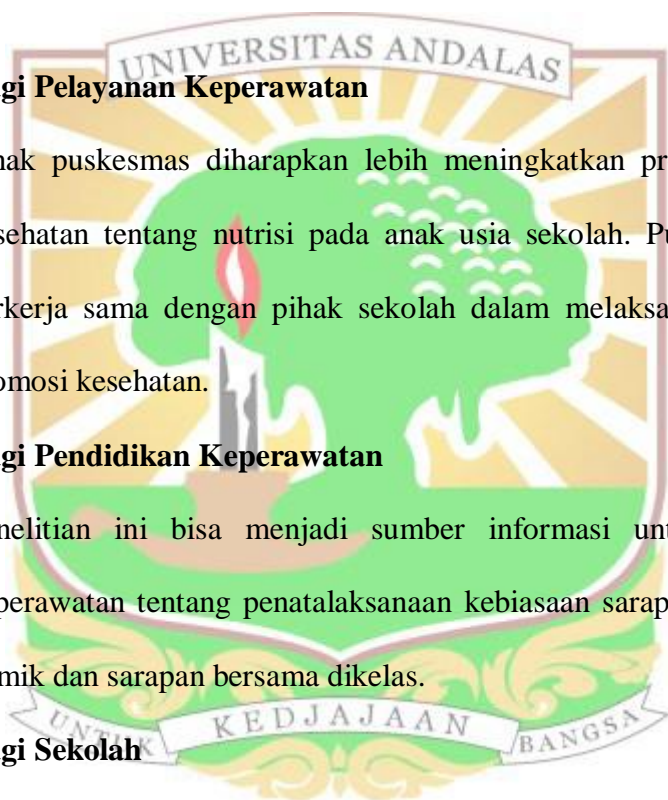 UNIVERSITAS ANDALAS
gi Pelayanan Keperawatan
hak puskesmas diharapkan lebih meningkatkan pr
sehatan tentang nutrisi pada anak usia sekolah. Pu
rkerja sama dengan pihak sekolah dalam melaksa
omosi kesehatan.
gi Pendidikan Keperawatan
nelitian ini bisa menjadi sumber informasi unt
perawatan tentang penatalaksanaan kebiasaan sarap
mik dan sarapan bersama dikelas.
UNTUK KEDJAJAAN BANGSA
gi Sekolah